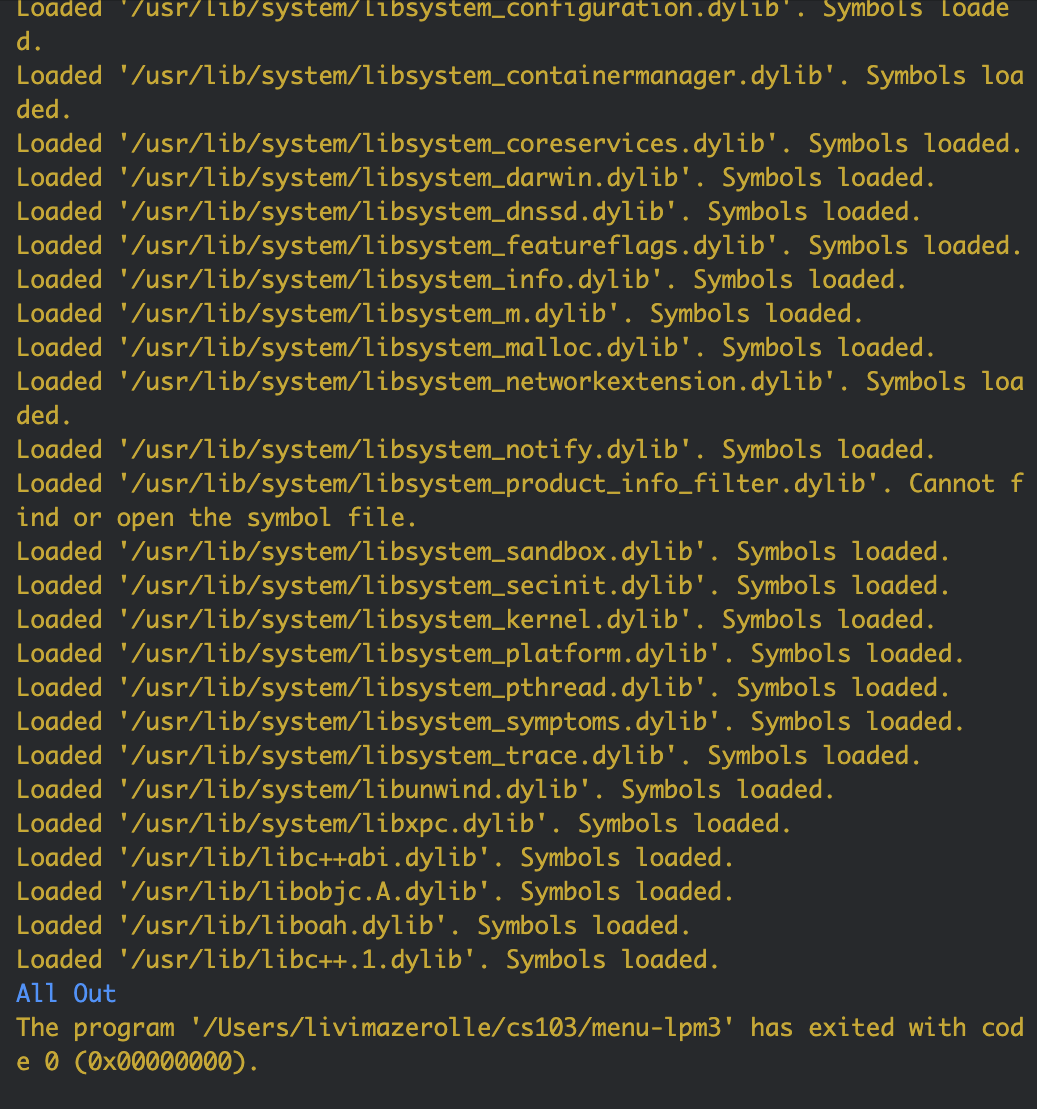 Loaded '/usr/lib/system/libsystem_configuration.dylib'. Symbols loade
d.
Loaded '/usr/lib/system/libsystem_containermanager.dylib'. Symbols loa
ded.
Loaded '/usr/lib/system/libsystem_coreservices.dylib'. Symbols loaded.
Loaded '/usr/lib/system/libsystem_darwin.dylib'. Symbols loaded.
Loaded '/usr/lib/system/libsystem_dnssd.dylib'. Symbols loaded.
Loaded '/usr/lib/system/libsystem_featureflags.dylib'. Symbols loaded.
Loaded '/usr/lib/system/libsystem_info.dylib'. Symbols loaded.
Loaded '/usr/lib/system/libsystem_m.dylib'. Symbols loaded.
Loaded '/usr/lib/system/libsystem_malloc.dylib'. Symbols loaded.
Loaded '/usr/lib/system/libsystem_networkextension.dylib'. Symbols loa
ded.
Loaded '/usr/lib/system/libsystem_notify.dylib'. Symbols loaded.
Loaded '/usr/lib/system/libsystem_product_info_filter.dylib'. Cannot f
ind or open the symbol file.
Loaded '/usr/lib/system/libsystem_sandbox.dylib'. Symbols loaded.
Loaded '/usr/lib/system/libsystem_secinit.dylib'. Symbols loaded.
Loaded '/usr/lib/system/libsystem_kernel.dylib'. Symbols loaded.
Loaded '/usr/lib/system/libsystem_platform.dylib'. Symbols loaded.
Loaded '/usr/lib/system/libsystem_pthread.dylib'. Symbols loaded.
Loaded '/usr/lib/system/libsystem_symptoms.dylib'. Symbols loaded.
Loaded '/usr/lib/system/libsystem_trace.dylib'. Symbols loaded.
Loaded '/usr/lib/system/libunwind.dylib'. Symbols loaded.
Loaded '/usr/lib/system/libxpc.dylib'. Symbols loaded.
Loaded '/usr/lib/libc++abi.dylib'. Symbols loaded.
Loaded '/usr/lib/libobjc.A.dylib'. Symbols loaded.
Loaded '/usr/lib/liboah.dylib'. Symbols loaded.
Loaded '/usr/lib/libc++.1.dylib'. Symbols loaded.
All Out
The program '/Users/livimazerolle/cs103/menu-lpm3' has exited with cod
e 0 (0x00000000).